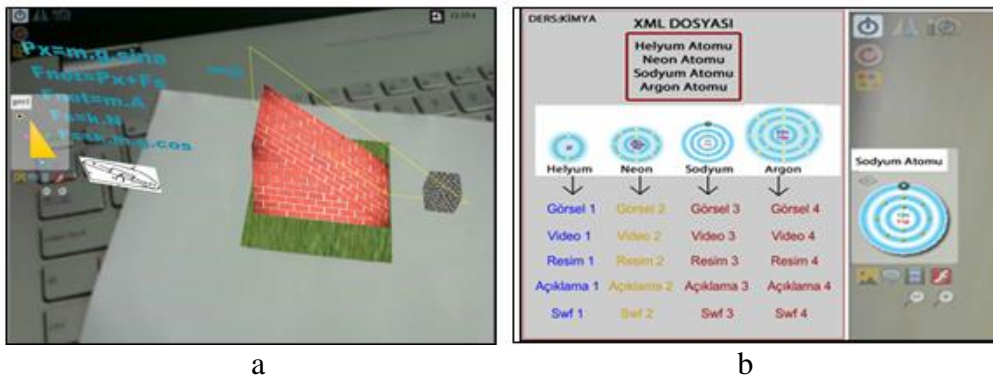 Px=m.g.sina
Fnet=Px+Fs
Fnet=m.A
Fs=k.N
DERS:KİMYA
XML DOSYASI
Helyum Atomu
Neon Atomu
Sodyum Atomu
Argon Atomu
Helyum Neon Sodyum Argon
Görsel 1 Görsel 2 Görsel 3 Görsel 4
Video 1 Video 2 Video 3 Video 4
Resim 1 Resim 2 Resim 3 Resim 4
Açıklama 1 Açıklama 2 Açıklama 3 Açıklama 4
Swf 1 Swf 2 Swf 3 Swf 4
Sodyum Atomu
a b